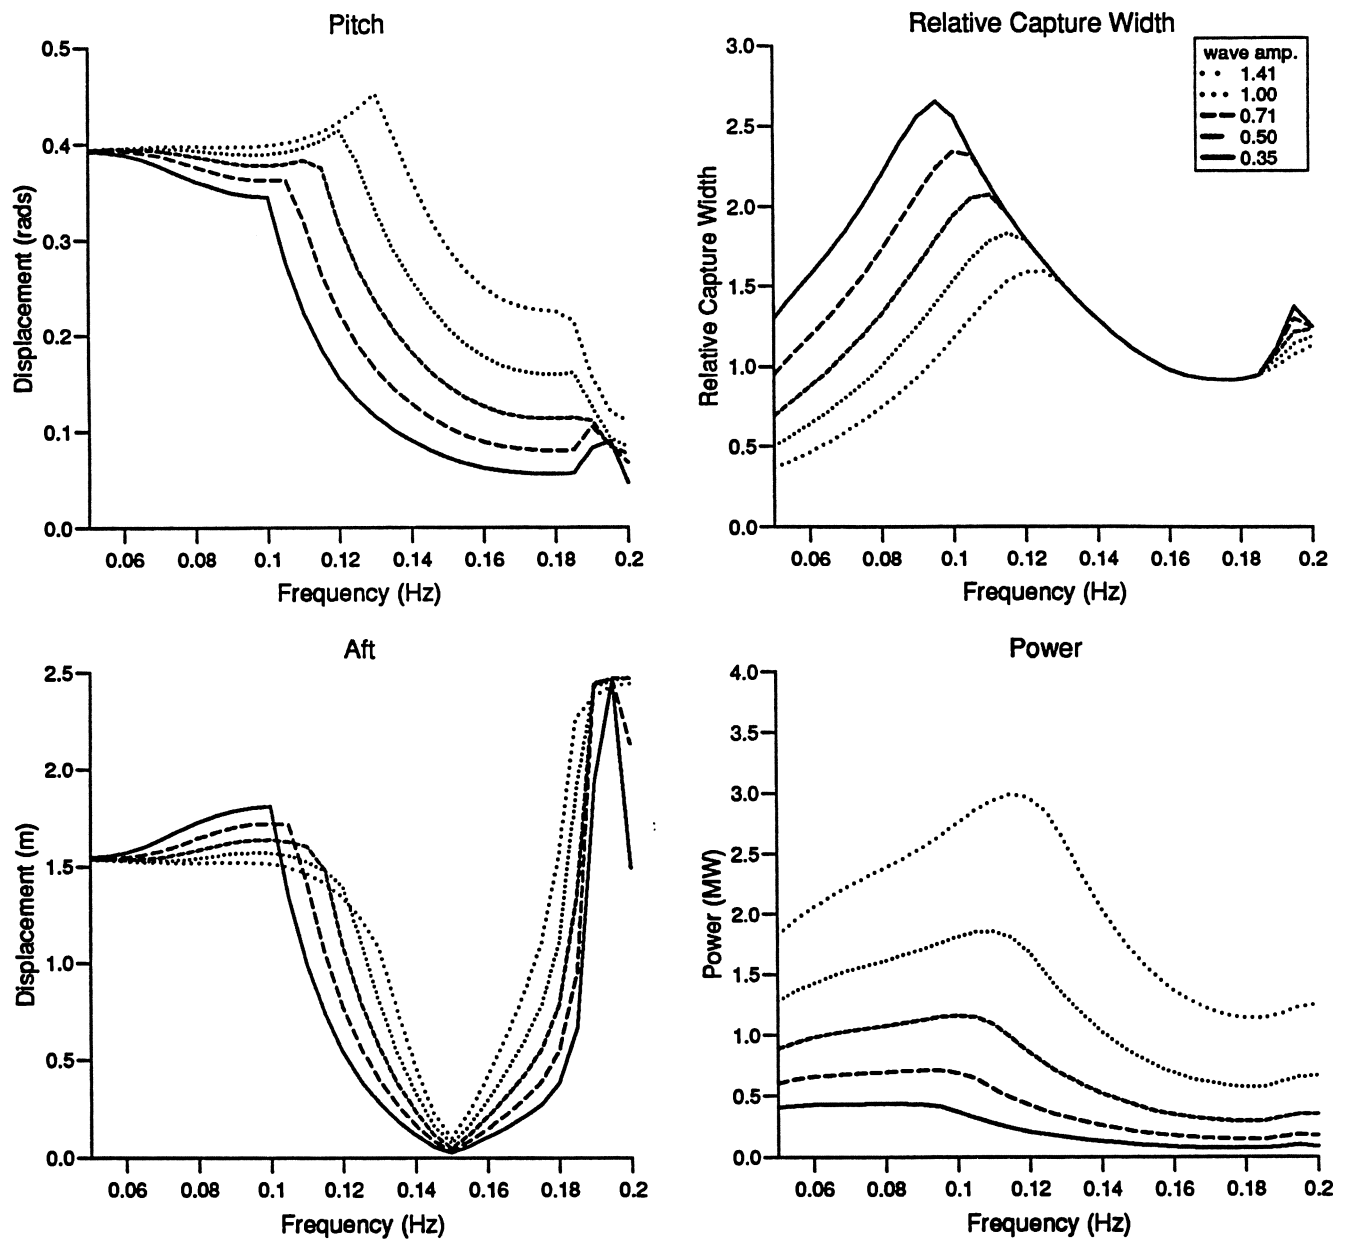 Pitch
0.5
0.4
0.3
0.2
0.1
0.0
Displacement (rads)
0.06 0.08 0.1 0.12 0.14 0.16 0.18 0.2
Frequency (Hz)
Relative Capture Width
3.0
2.5
2.0
1.5
1.0
0.5
0.0
Relative Capture Width
wave amp.
1.41
1.00
0.71
0.50
0.35
0.06 0.08 0.1 0.12 0.14 0.16 0.18 0.2
Frequency (Hz)
Aft
2.5
2.0
1.5
1.0
0.5
0.0
Displacement (m)
0.06 0.08 0.1 0.12 0.14 0.16 0.18 0.2
Frequency (Hz)
Power
4.0
3.5
3.0
2.5
2.0
1.5
1.0
0.5
0.0
Power (MW)
0.06 0.08 0.1 0.12 0.14 0.16 0.18 0.2
Frequency (Hz)